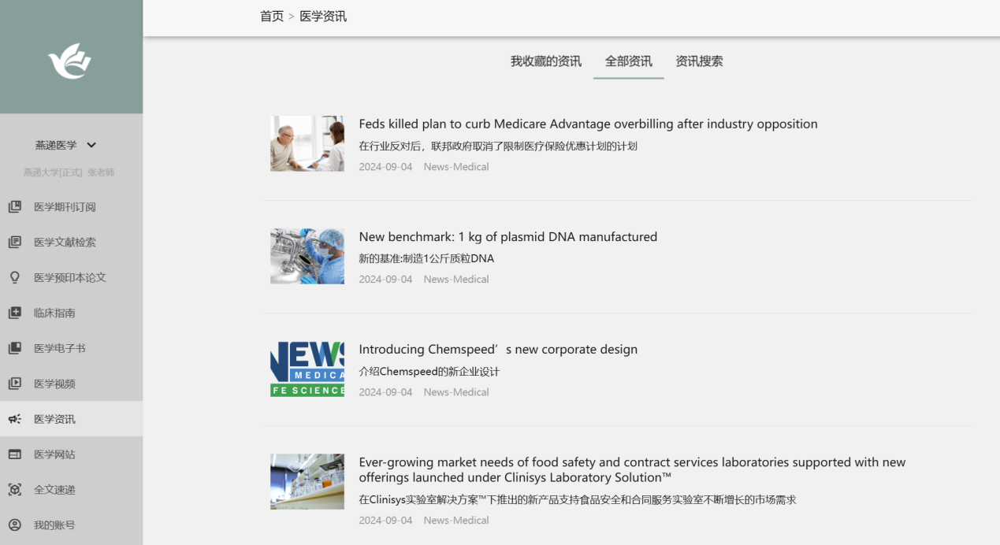 首页 > 医学资讯
我收藏的资讯 全部资讯 资讯搜索
燕递医学
燕递大学[正式] 张老师
医学期刊订阅
医学文献检索
医学预印本论文
临床指南
医学电子书
医学视频
医学资讯
医学网站
全文速递
我的账号
Feds killed plan to curb Medicare Advantage overbilling after industry opposition
在行业反对后，联邦政府取消了限制医疗保险优惠计划的计划
2024-09-04 News-Medical
New benchmark: 1 kg of plasmid DNA manufactured
新的基准:制造1公斤质粒DNA
2024-09-04 News-Medical
NEWS
MEDICA
FE SCIENCE
Introducing Chemspeed’s new corporate design
介绍Chemspeed的新企业设计
2024-09-04 News-Medical
Ever-growing market needs of food safety and contract services laboratories supported with new
offerings launched under Clinisys Laboratory Solution™
在Clinisys实验室解决方案™下推出的新产品支持食品安全和合同服务实验室不断增长的市场需求
2024-09-04 News-Medical